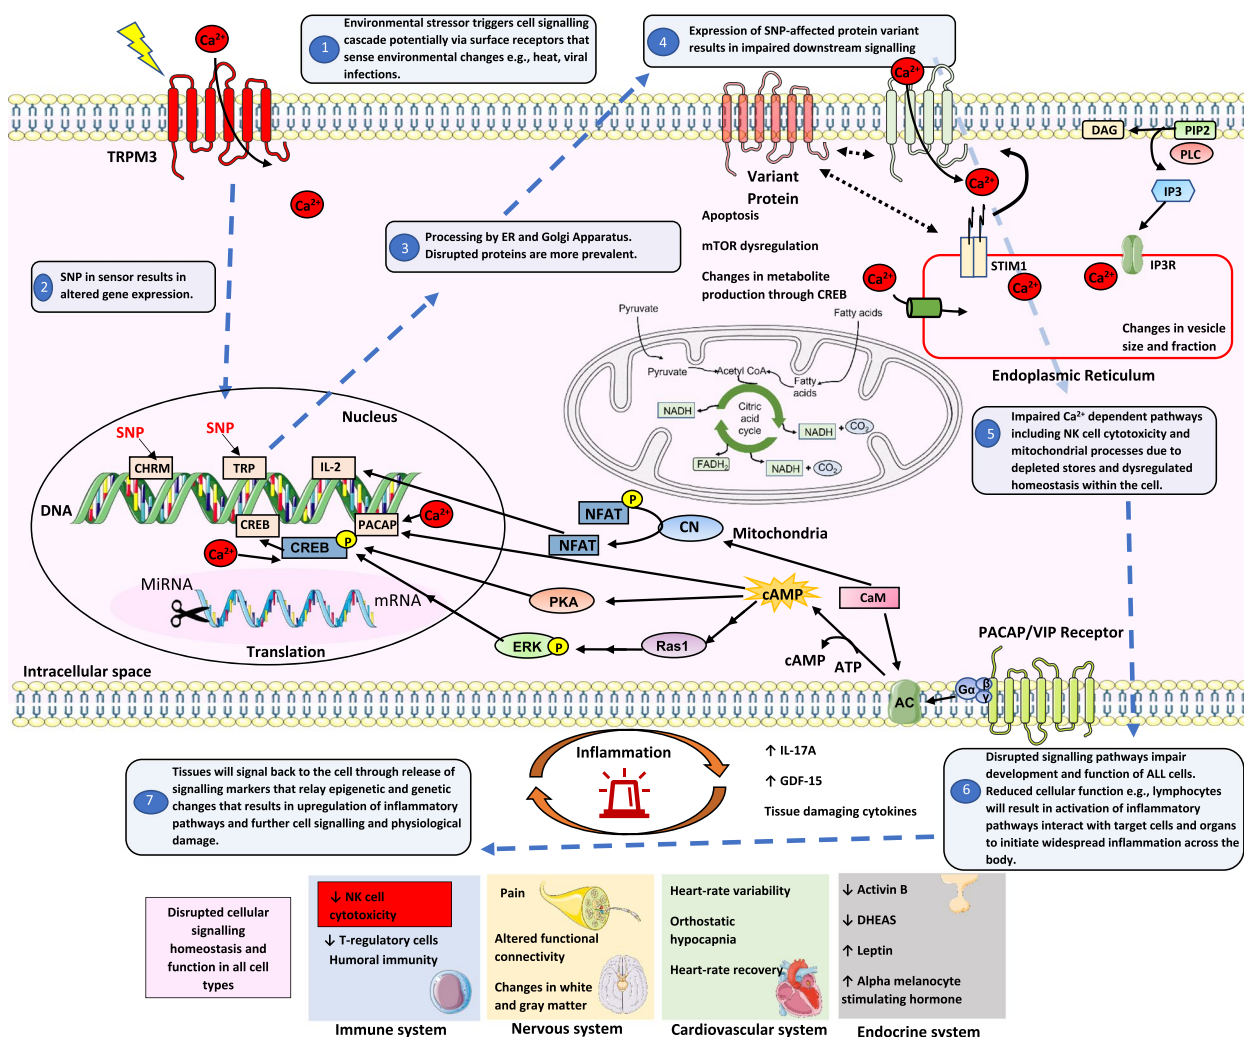 1
Environmental stressor triggers cell signalling
cascade potentially via surface receptors that
sense environmental changes e.g., heat, viral
infections.
4
Expression of SNP-affected protein variant
results in impaired downstream signalling
Ca²⁺
Ca²⁺
TRPM3
Ca²⁺
DAG
PIP2
PLC
IP3
IP3R
Variant
Protein
Ca²⁺
Apoptosis
mTOR dysregulation
Changes in metabolite
production through CREB
3
Processing by ER and Golgi Apparatus.
Disrupted proteins are more prevalent.
2
SNP in sensor results in
altered gene expression.
STIM1
Ca²⁺
Ca²⁺
Ca²⁺
Changes in vesicle
size and fraction
Endoplasmic Reticulum
Pyruvate
Fatty acids
Pyruvate
Acetyl CoA
Fatty
acids
NADH
Citric
acid
cycle
NADH + CO₂
FADH₂
NADH + CO₂
Mitochondria
5
Impaired Ca²⁺ dependent pathways
including NK cell cytotoxicity and
mitochondrial processes due to
depleted stores and dysregulated
homeostasis within the cell.
Nucleus
SNP
SNP
CHRM
TRP
IL-2
DNA
CREB
PACAP
Ca²⁺
Ca²⁺
CREB
P
MiRNA
mRNA
Translation
NFAT
P
CN
NFAT
PKA
cAMP
CaM
ERK
P
Ras1
cAMP
ATP
PACAP/VIP Receptor
Gα
β
γ
AC
Intracellular space
Inflammation
↑ IL-17A
↑ GDF-15
Tissue damaging cytokines
6
Disrupted signalling pathways impair
development and function of ALL cells.
Reduced cellular function e.g., lymphocytes
will result in activation of inflammatory
pathways interact with target cells and organs
to initiate widespread inflammation across the
body.
7
Tissues will signal back to the cell through release of
signalling markers that relay epigenetic and genetic
changes that results in upregulation of inflammatory
pathways and further cell signalling and physiological
damage.
Disrupted cellular
signalling
homeostasis and
function in all cell
types
↓ NK cell
cytotoxicity
↓ T-regulatory cells
Humoral immunity
Immune system
Pain
Altered functional
connectivity
Changes in white
and gray matter
Nervous system
Heart-rate variability
Orthostatic
hypocapnia
Heart-rate recovery
Cardiovascular system
↓ Activin B
↓ DHEAS
↑ Leptin
↑ Alpha melanocyte
stimulating hormone
Endocrine system